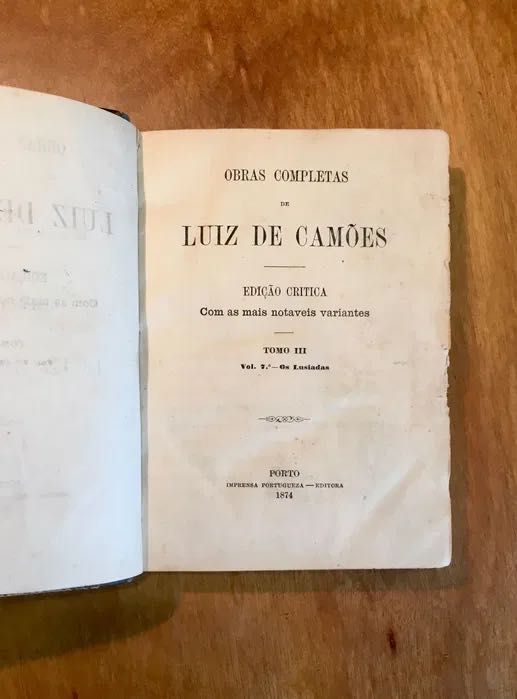 OBRAS COMPLETAS
DE
LUIZ DE CAMÕES
EDIÇÃO CRITICA
Com as mais notaveis variantes
TOMO III
Vol. 7.º — Os Lusiadas
PORTO
IMPRENSA PORTUGUEZA — EDITORA
1874